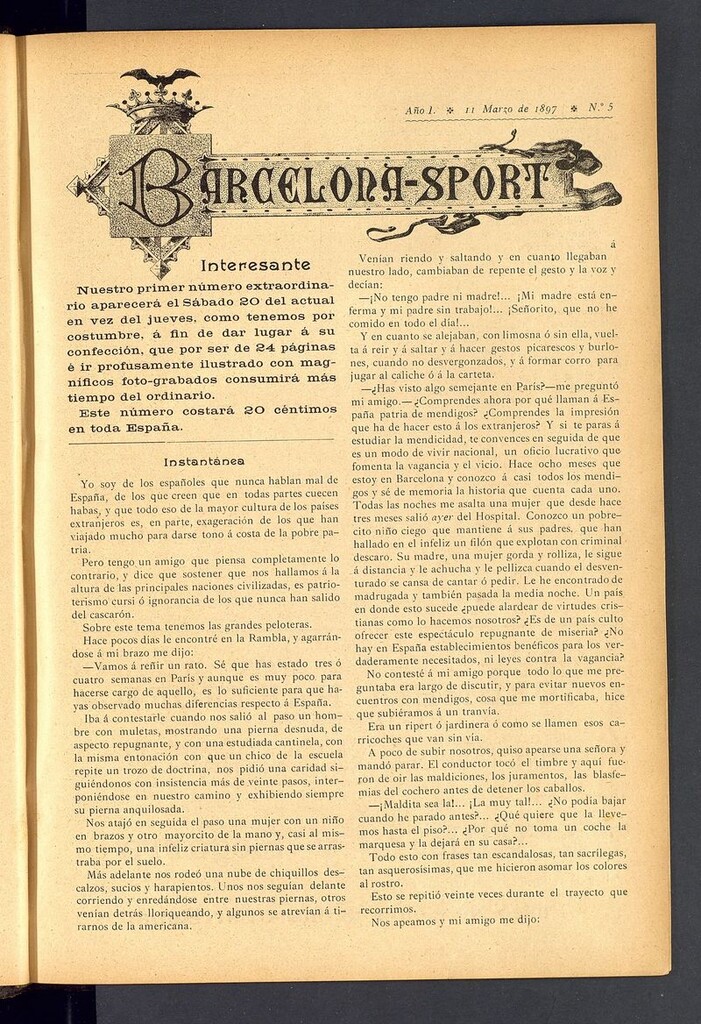 Año I. ✤ 11 Marzo de 1897 ✤ N.º 5
BARCELONA-SPORT
Interesante
Nuestro primer número extraordina-
rio aparecerá el Sábado 20 del actual
en vez del jueves, como tenemos por
costumbre, á fin de dar lugar á su
confección, que por ser de 24 páginas
é ir profusamente ilustrado con mag-
níficos foto-grabados consumirá más
tiempo del ordinario.
Este número costará 20 céntimos
en toda España.
Instantánea
Yo soy de los españoles que nunca hablan mal de
España, de los que creen que en todas partes cuecen
habas, y que todo eso de la mayor cultura de los países
extranjeros es, en parte, exageración de los que han
viajado mucho para darse tono á costa de la pobre pa-
tria.
Pero tengo un amigo que piensa completamente lo
contrario, y dice que sostener que nos hallamos á la
altura de las principales naciones civilizadas, es patrio-
terismo cursi ó ignorancia de los que nunca han salido
del cascarón.
Sobre este tema tenemos las grandes peloteras.
Hace pocos días le encontré en la Rambla, y agarrán-
dose á mi brazo me dijo:
—Vamos á reñir un rato. Sé que has estado tres ó
cuatro semanas en París y aunque es muy poco para
hacerse cargo de aquello, es lo suficiente para que ha-
yas observado muchas diferencias respecto á España.
Iba á contestarle cuando nos salió al paso un hom-
bre con muletas, mostrando una pierna desnuda, de
aspecto repugnante, y con una estudiada cantinela, con
la misma entonación con que un chico de la escuela
repite un trozo de doctrina, nos pidió una caridad si-
guiéndonos con insistencia más de veinte pasos, inter-
poniéndose en nuestro camino y exhibiendo siempre
su pierna anquilosada.
Nos atajó en seguida el paso una mujer con un niño
en brazos y otro mayorcito de la mano y, casi al mis-
mo tiempo, una infeliz criatura sin piernas que se arras-
traba por el suelo.
Más adelante nos rodeó una nube de chiquillos des-
calzos, sucios y harapientos. Unos nos seguían delante
corriendo y enredándose entre nuestras piernas, otros
venían detrás lloriqueando, y algunos se atrevían á ti-
rarnos de la americana.
á
Venían riendo y saltando y en cuanto llegaban
nuestro lado, cambiaban de repente el gesto y la voz y
decían:
—¡No tengo padre ni madre!... ¡Mi madre está en-
ferma y mi padre sin trabajo!... ¡Señorito, que no he
comido en todo el día!...
Y en cuanto se alejaban, con limosna ó sin ella, vuel-
ta á reir y á saltar y á hacer gestos picarescos y burlo-
nes, cuando no desvergonzados, y á formar corro para
jugar al caliche ó á la carteta.
—¿Has visto algo semejante en París?—me preguntó
mi amigo.—¿Comprendes ahora por qué llaman á Es-
paña patria de mendigos? ¿Comprendes la impresión
que ha de hacer esto á los extranjeros? Y si te paras á
estudiar la mendicidad, te convences en seguida de que
es un modo de vivir nacional, un oficio lucrativo que
fomenta la vagancia y el vicio. Hace ocho meses que
estoy en Barcelona y conozco á casi todos los mendi-
gos y sé de memoria la historia que cuenta cada uno.
Todas las noches me asalta una mujer que desde hace
tres meses salió ayer del Hospital. Conozco un pobre-
cito niño ciego que mantiene á sus padres, que han
hallado en el infeliz un filón que explotan con criminal
descaro. Su madre, una mujer gorda y rolliza, le sigue
á distancia y le achucha y le pellizca cuando el desven-
turado se cansa de cantar ó pedir. Le he encontrado de
madrugada y también pasada la media noche. Un país
en donde esto sucede ¿puede alardear de virtudes cris-
tianas como lo hacemos nosotros? ¿Es de un país culto
ofrecer este espectáculo repugnante de miseria? ¿No
hay en España establecimientos benéficos para los ver-
daderamente necesitados, ni leyes contra la vagancia?
No contesté á mi amigo porque todo lo que me pre-
guntaba era largo de discutir, y para evitar nuevos en-
cuentros con mendigos, cosa que me mortificaba, hice
que subiéramos á un tranvía.
Era un ripert ó jardinera ó como se llamen esos ca-
rricoches que van sin vía.
A poco de subir nosotros, quiso apearse una señora y
mandó parar. El conductor tocó el timbre y aquí fue-
ron de oir las maldiciones, los juramentos, las blasfe-
mias del cochero antes de detener los caballos.
—¡Maldita sea la!... ¡La muy tal!... ¿No podía bajar
cuando he parado antes?... ¿Qué quiere que la lleve-
mos hasta el piso?... ¿Por qué no toma un coche la
marquesa y la dejará en su casa?...
Todo esto con frases tan escandalosas, tan sacrílegas,
tan asquerosísimas, que me hicieron asomar los colores
al rostro.
Esto se repitió veinte veces durante el trayecto que
recorrimos.
Nos apeamos y mi amigo me dijo: